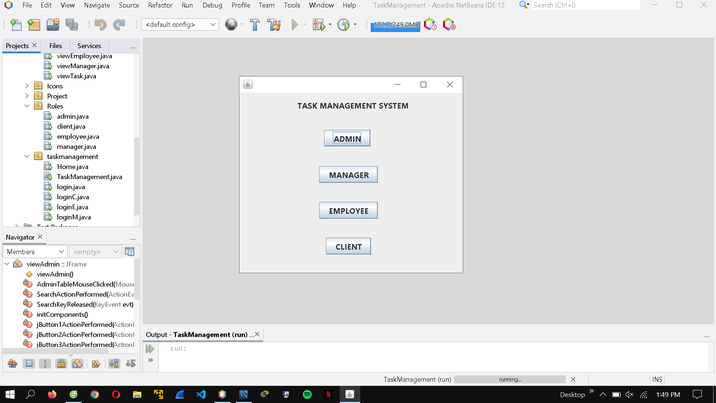 File Edit View Navigate Source Refactor Run Debug Profile Team Tools Window Help
TaskManagement - Apache NetBeans IDE 13
Search (Ctrl+I)
<default config>
Projects
Files
Services
viewEmployee.java
viewManager.java
viewTask.java
Icons
Project
Roles
admin.java
client.java
employee.java
manager.java
taskmanagement
Home.java
TaskManagement.java
login.java
loginC.java
loginE.java
loginM.java
TASK MANAGEMENT SYSTEM
ADMIN
MANAGER
EMPLOYEE
CLIENT
Navigator
Members
<empty>
viewAdmin :: JFrame
viewAdmin()
AdminTableMouseClicked(Mouse
SearchActionPerformed(ActionEv
SearchKeyReleased(KeyEvent evt)
initComponents()
jButton1ActionPerformed(ActionI
jButton2ActionPerformed(ActionI
jButton3ActionPerformed(ActionI
Output - TaskManagement (run) ...
run:
TaskManagement (run)
running...
INS
Desktop
1:49 PM